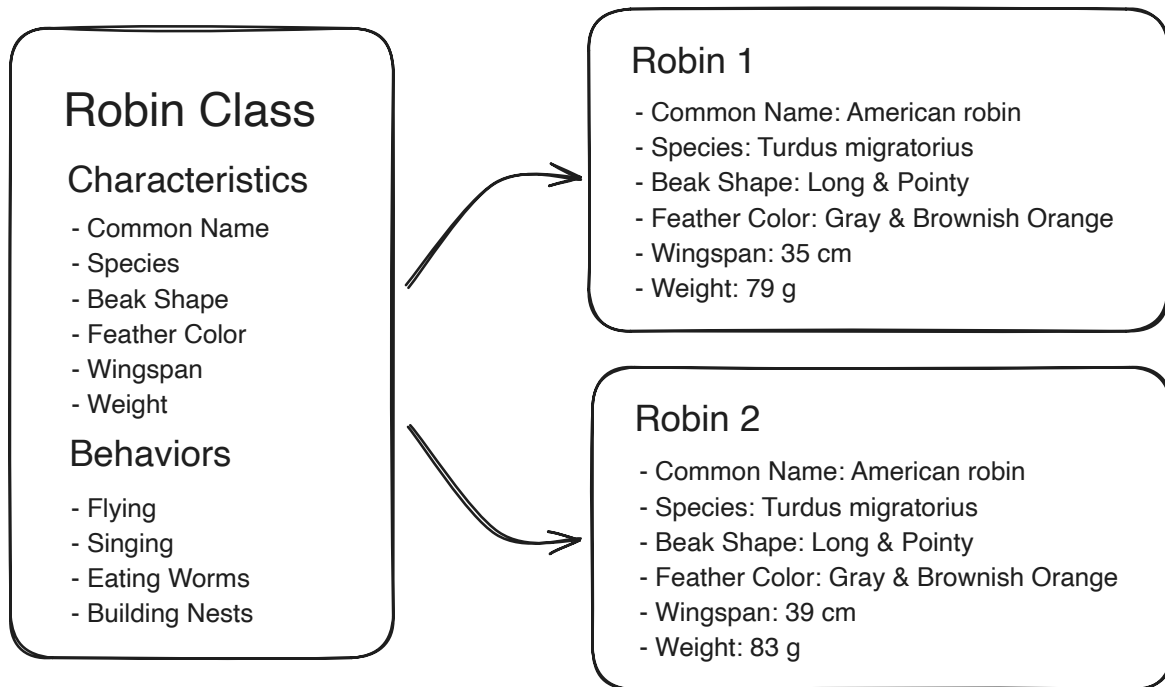 Robin Class
Characteristics
- Common Name
- Species
- Beak Shape
- Feather Color
- Wingspan
- Weight
Behaviors
- Flying
- Singing
- Eating Worms
- Building Nests
Robin 1
- Common Name: American robin
- Species: Turdus migratorius
- Beak Shape: Long & Pointy
- Feather Color: Gray & Brownish Orange
- Wingspan: 35 cm
- Weight: 79 g
Robin 2
- Common Name: American robin
- Species: Turdus migratorius
- Beak Shape: Long & Pointy
- Feather Color: Gray & Brownish Orange
- Wingspan: 39 cm
- Weight: 83 g